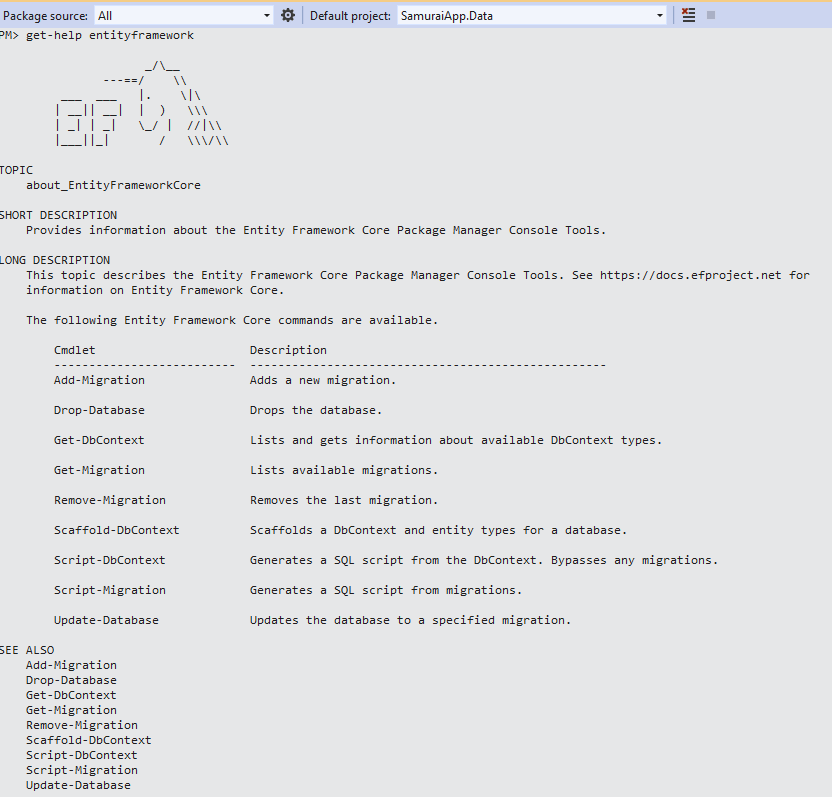 Package source: All Default project: SamuraiApp.Data
PM> get-help entityframework
                     _/\__
               ---==/    \\
         ___  ___   |.    \|\
        | __|| __|  |  )   \\\
        | _| | _|   \_/ |  //|\\
        |___||_|       /   \\\/\\
TOPIC
    about_EntityFrameworkCore
SHORT DESCRIPTION
    Provides information about the Entity Framework Core Package Manager Console Tools.
LONG DESCRIPTION
    This topic describes the Entity Framework Core Package Manager Console Tools. See https://docs.efproject.net for
    information on Entity Framework Core.
    The following Entity Framework Core commands are available.
        Cmdlet                      Description
        --------------------------  ---------------------------------------------------
        Add-Migration               Adds a new migration.
        Drop-Database               Drops the database.
        Get-DbContext               Lists and gets information about available DbContext types.
        Get-Migration               Lists available migrations.
        Remove-Migration            Removes the last migration.
        Scaffold-DbContext          Scaffolds a DbContext and entity types for a database.
        Script-DbContext            Generates a SQL script from the DbContext. Bypasses any migrations.
        Script-Migration            Generates a SQL script from migrations.
        Update-Database             Updates the database to a specified migration.
SEE ALSO
    Add-Migration
    Drop-Database
    Get-DbContext
    Get-Migration
    Remove-Migration
    Scaffold-DbContext
    Script-DbContext
    Script-Migration
    Update-Database